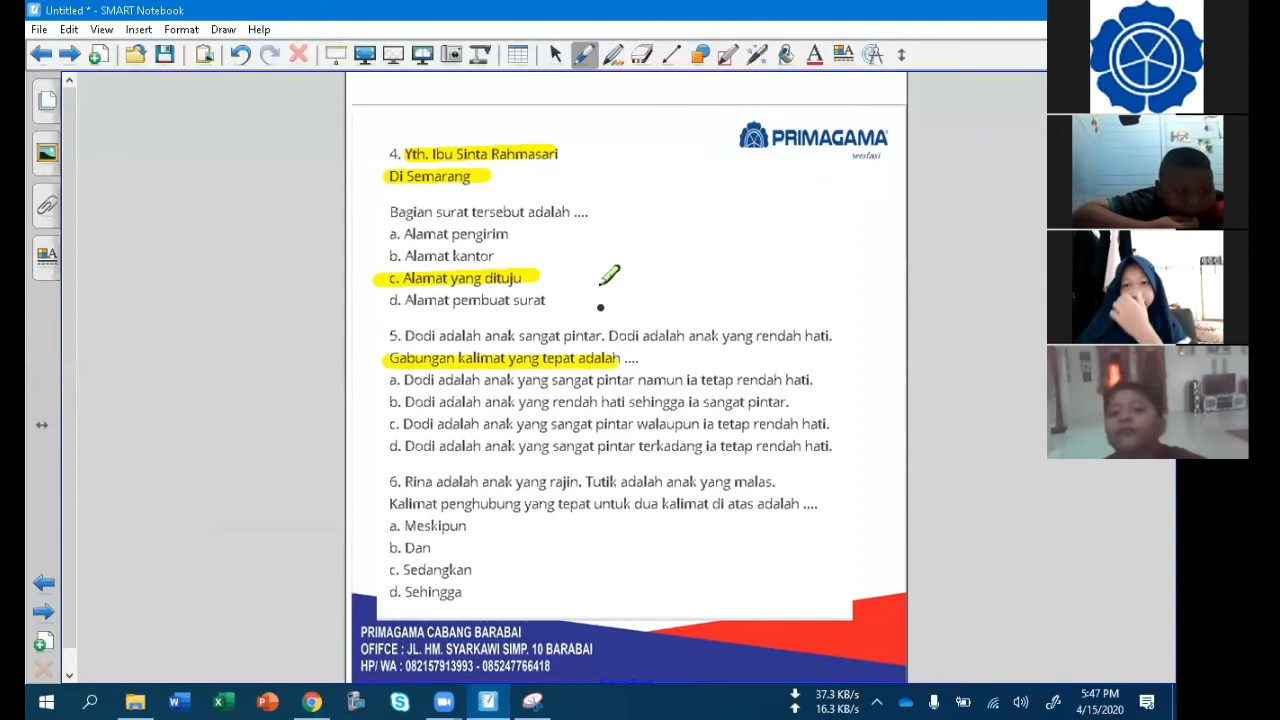 Untitled * - SMART Notebook
File Edit View Insert Format Draw Help
PRIMAGAMA
4. Yth. Ibu Sinta Rahmasari
Di Semarang
Bagian surat tersebut adalah ....
a. Alamat pengirim
b. Alamat kantor
c. Alamat yang dituju
d. Alamat pembuat surat
5. Dodi adalah anak sangat pintar. Dodi adalah anak yang rendah hati.
Gabungan kalimat yang tepat adalah ....
a. Dodi adalah anak yang sangat pintar namun ia tetap rendah hati.
b. Dodi adalah anak yang rendah hati sehingga ia sangat pintar.
c. Dodi adalah anak yang sangat pintar walaupun ia tetap rendah hati.
d. Dodi adalah anak yang sangat pintar terkadang ia tetap rendah hati.
6. Rina adalah anak yang rajin. Tutik adalah anak yang malas.
Kalimat penghubung yang tepat untuk dua kalimat di atas adalah ....
a. Meskipun
b. Dan
c. Sedangkan
d. Sehingga
PRIMAGAMA CABANG BARABAI
OFIFCE : JL. HM. SYARKAWI SIMP. 10 BARABAI
HP/ WA : 082157913993 - 085247766418
37.3 KB/s
16.3 KB/s
5:47 PM
4/15/2020